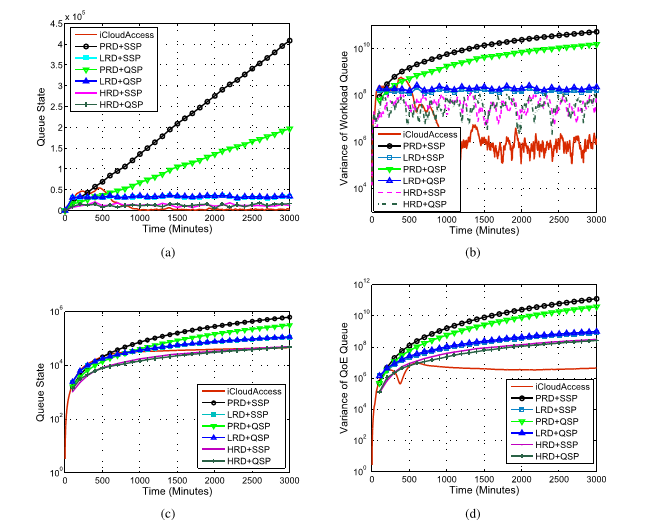 x 10^5
4.5
4
3.5
3
2.5
2
1.5
1
0.5
0
Queue State
iCloudAccess
PRD+SSP
LRD+SSP
PRD+QSP
LRD+QSP
HRD+SSP
HRD+QSP
0 500 1000 1500 2000 2500 3000
Time (Minutes)
(a)
10^10
10^8
10^6
10^4
Variance of Workload Queue
iCloudAccess
PRD+SSP
LRD+SSP
PRD+QSP
LRD+QSP
HRD+SSP
HRD+QSP
0 500 1000 1500 2000 2500 3000
Time (Minutes)
(b)
10^6
10^4
10^2
10^0
Queue State
iCloudAccess
PRD+SSP
LRD+SSP
PRD+QSP
LRD+QSP
HRD+SSP
HRD+QSP
0 500 1000 1500 2000 2500 3000
Time (Minutes)
(c)
10^12
10^10
10^8
10^6
10^4
10^2
10^0
Variance of QoE Queue
iCloudAccess
PRD+SSP
LRD+SSP
PRD+QSP
LRD+QSP
HRD+SSP
HRD+QSP
0 500 1000 1500 2000 2500 3000
Time (Minutes)
(d)